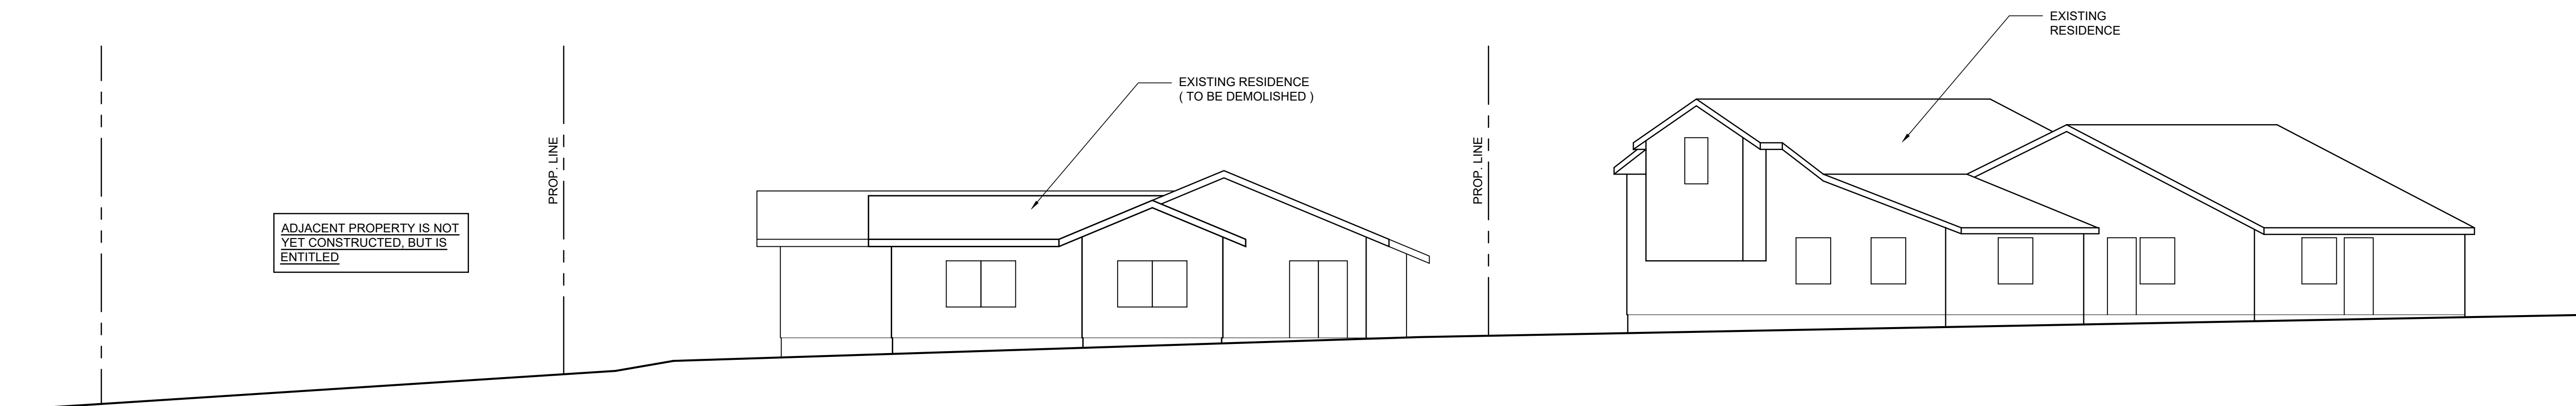 ADJACENT PROPERTY IS NOT
YET CONSTRUCTED, BUT IS
ENTITLED
PROP. LINE
EXISTING RESIDENCE
( TO BE DEMOLISHED )
PROP. LINE
EXISTING
RESIDENCE